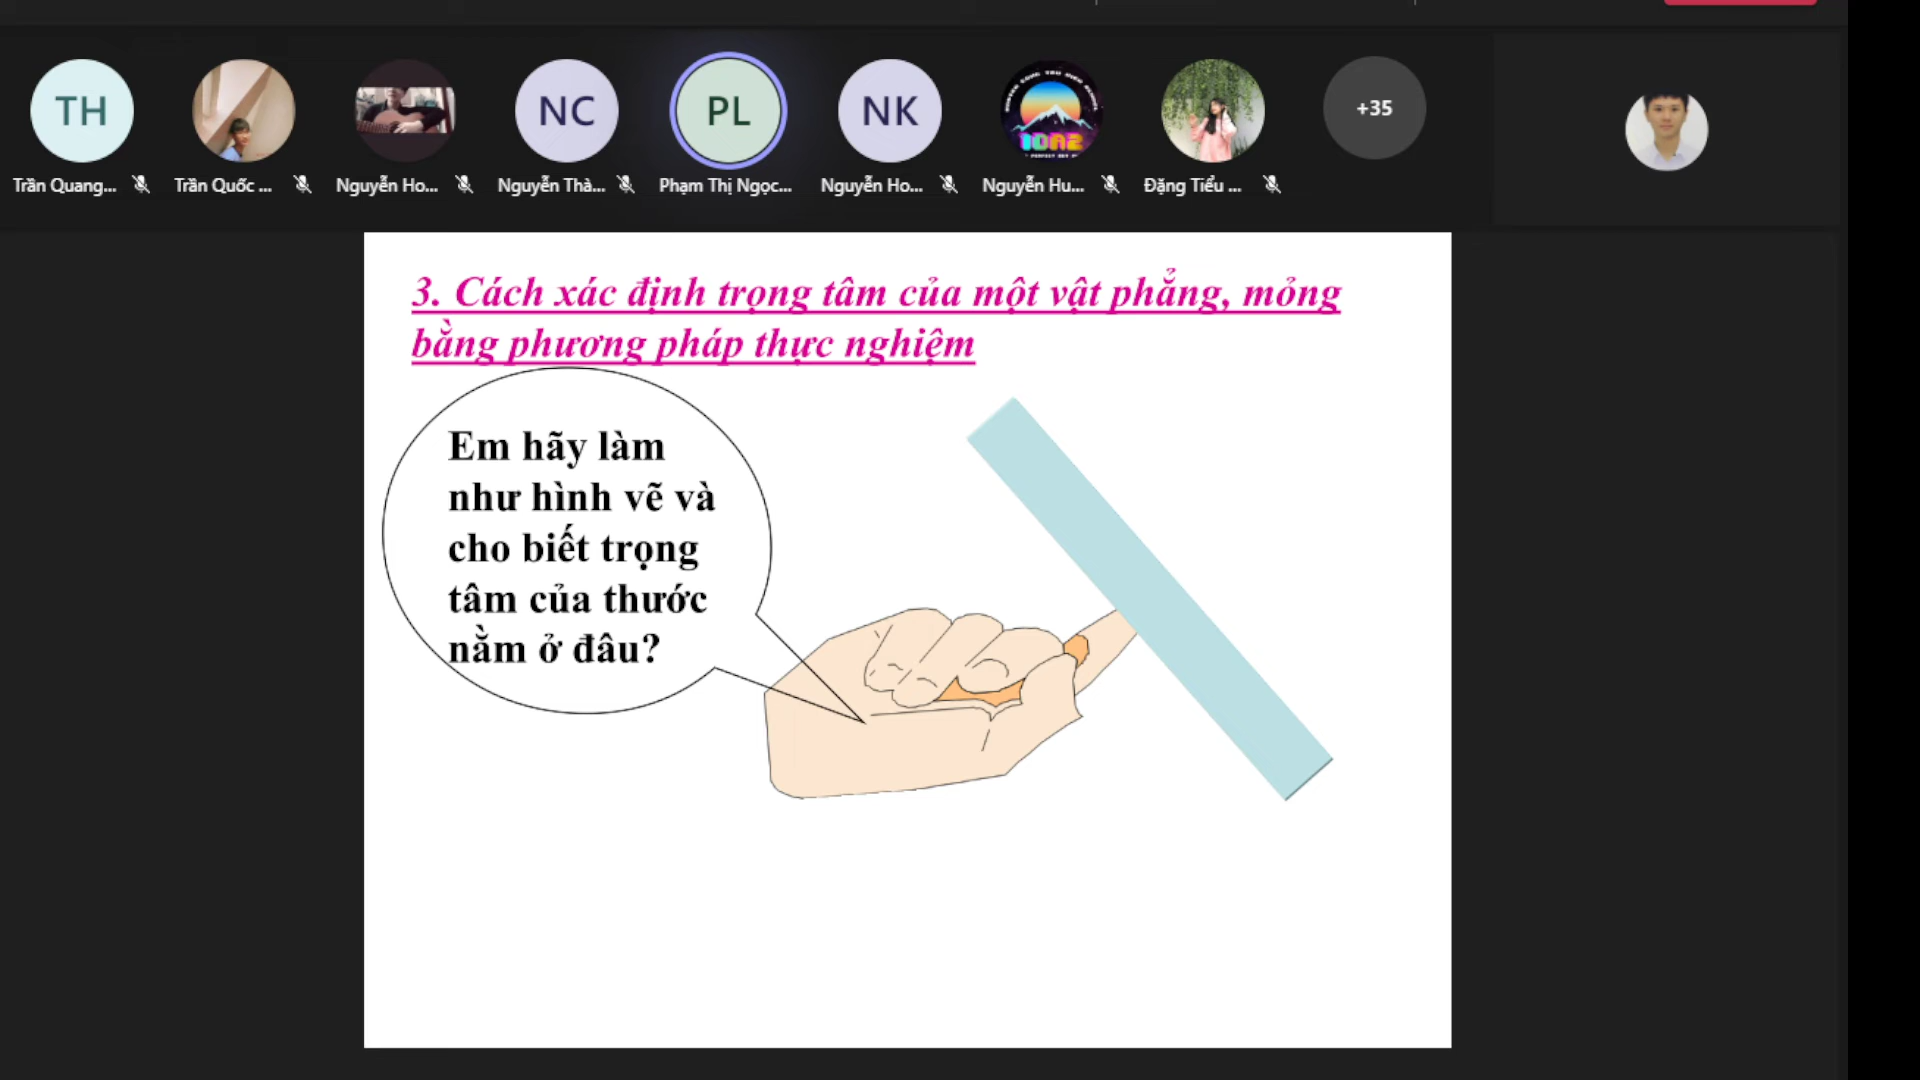 TH
NC
PL
NK
10A2
+35
Trần Quang...
Trần Quốc ...
Nguyễn Ho...
Nguyễn Thà...
Phạm Thị Ngọc...
Nguyễn Ho...
Nguyễn Hu...
Đặng Tiểu ...
3. Cách xác định trọng tâm của một vật phẳng, mỏng
bằng phương pháp thực nghiệm
Em hãy làm
như hình vẽ và
cho biết trọng
tâm của thước
nằm ở đâu?